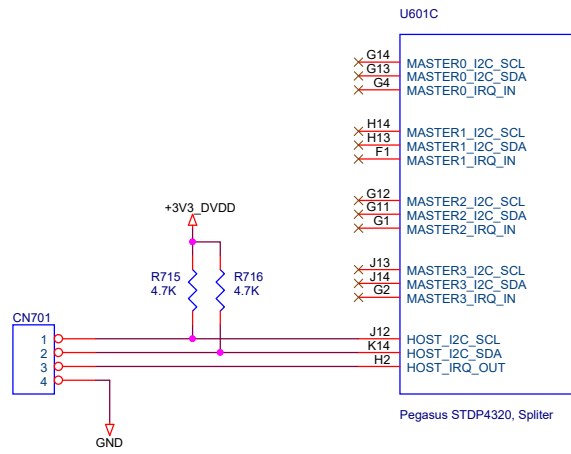 U601C
G14 MASTER0_I2C_SCL
G13 MASTER0_I2C_SDA
G4 MASTER0_IRQ_IN
H14 MASTER1_I2C_SCL
H13 MASTER1_I2C_SDA
F1 MASTER1_IRQ_IN
G12 MASTER2_I2C_SCL
G11 MASTER2_I2C_SDA
G1 MASTER2_IRQ_IN
+3V3_DVDD
J13 MASTER3_I2C_SCL
J14 MASTER3_I2C_SDA
G2 MASTER3_IRQ_IN
R715
4.7K
R716
4.7K
CN701
1
2
3
4
J12 HOST_I2C_SCL
K14 HOST_I2C_SDA
H2 HOST_IRQ_OUT
GND
Pegasus STDP4320, Spliter